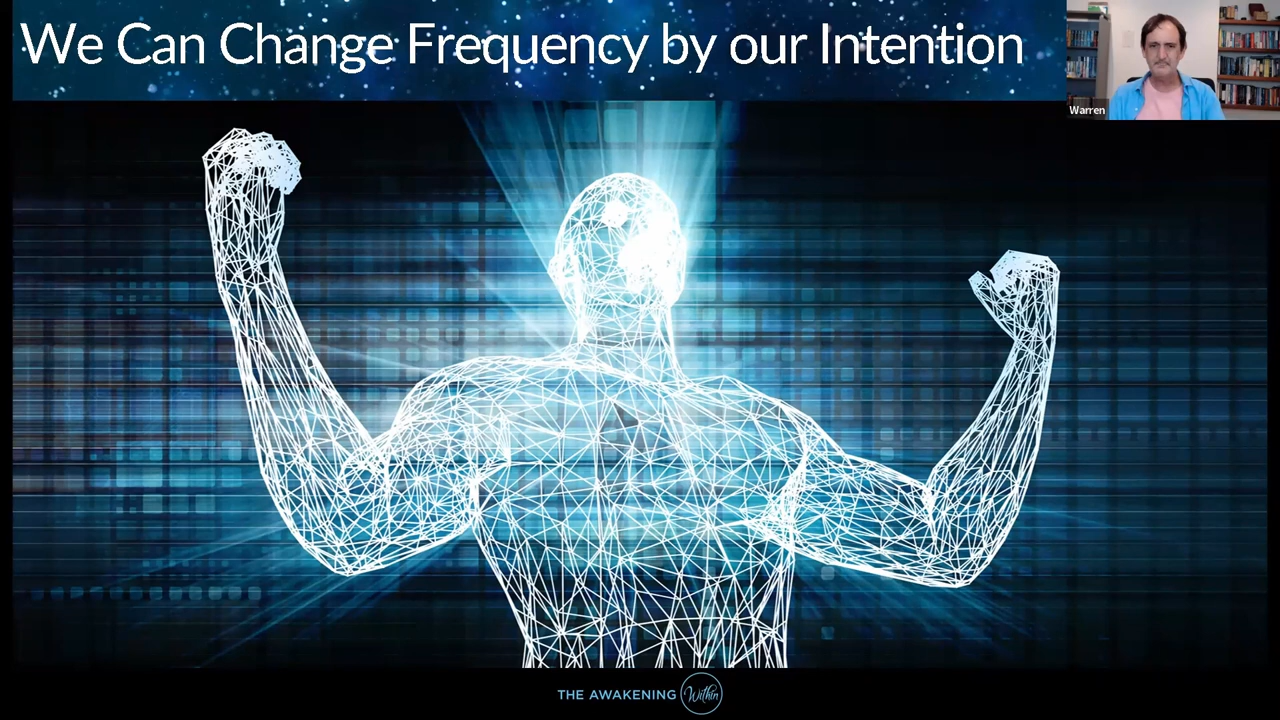 We Can Change Frequency by our Intention
Warren
THE AWAKENING Within